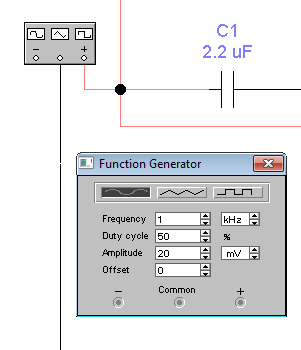 C1
2.2 uF
− +
Function Generator
Frequency 1 kHz
Duty cycle 50 %
Amplitude 20 mV
Offset 0
− Common +